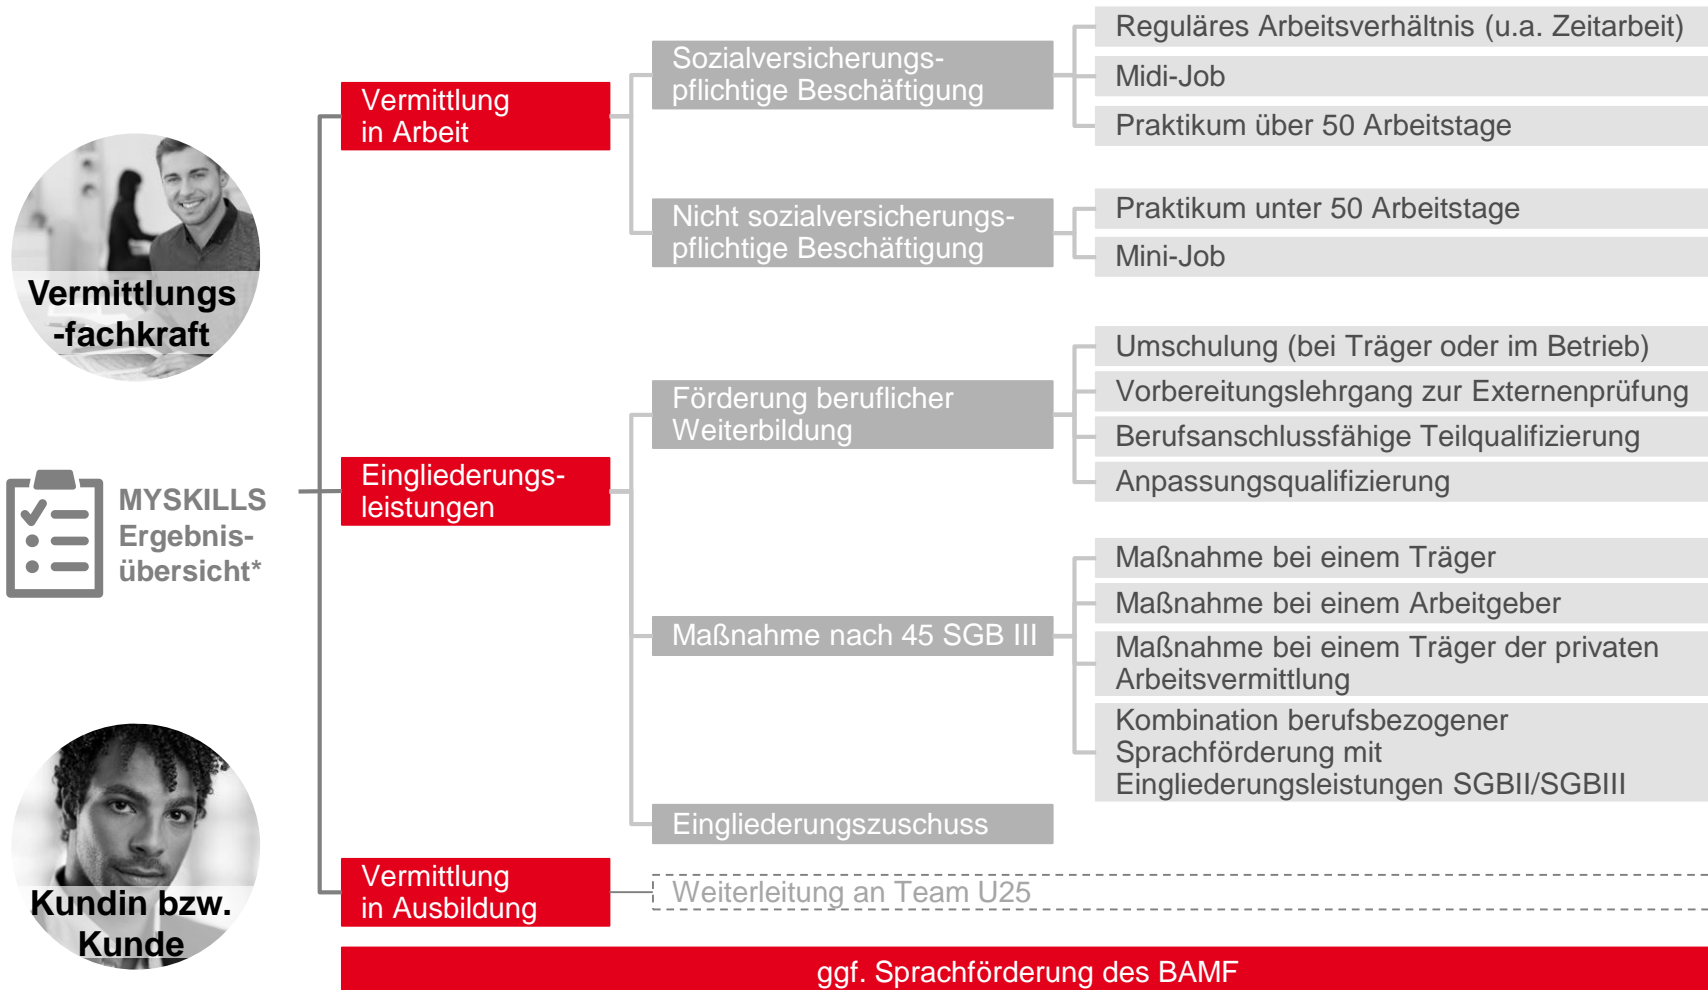 Vermittlungs
-fachkraft
MYSKILLS
Ergebnis-
übersicht*
Kundin bzw.
Kunde
Vermittlung
in Arbeit
Sozialversicherungs-
pflichtige Beschäftigung
Reguläres Arbeitsverhältnis (u.a. Zeitarbeit)
Midi-Job
Praktikum über 50 Arbeitstage
Nicht sozialversicherungs-
pflichtige Beschäftigung
Praktikum unter 50 Arbeitstage
Mini-Job
Eingliederungs-
leistungen
Förderung beruflicher
Weiterbildung
Umschulung (bei Träger oder im Betrieb)
Vorbereitungslehrgang zur Externenprüfung
Berufsanschlussfähige Teilqualifizierung
Anpassungsqualifizierung
Maßnahme nach 45 SGB III
Maßnahme bei einem Träger
Maßnahme bei einem Arbeitgeber
Maßnahme bei einem Träger der privaten
Arbeitsvermittlung
Kombination berufsbezogener
Sprachförderung mit
Eingliederungsleistungen SGBII/SGBIII
Eingliederungszuschuss
Vermittlung
in Ausbildung
Weiterleitung an Team U25
ggf. Sprachförderung des BAMF